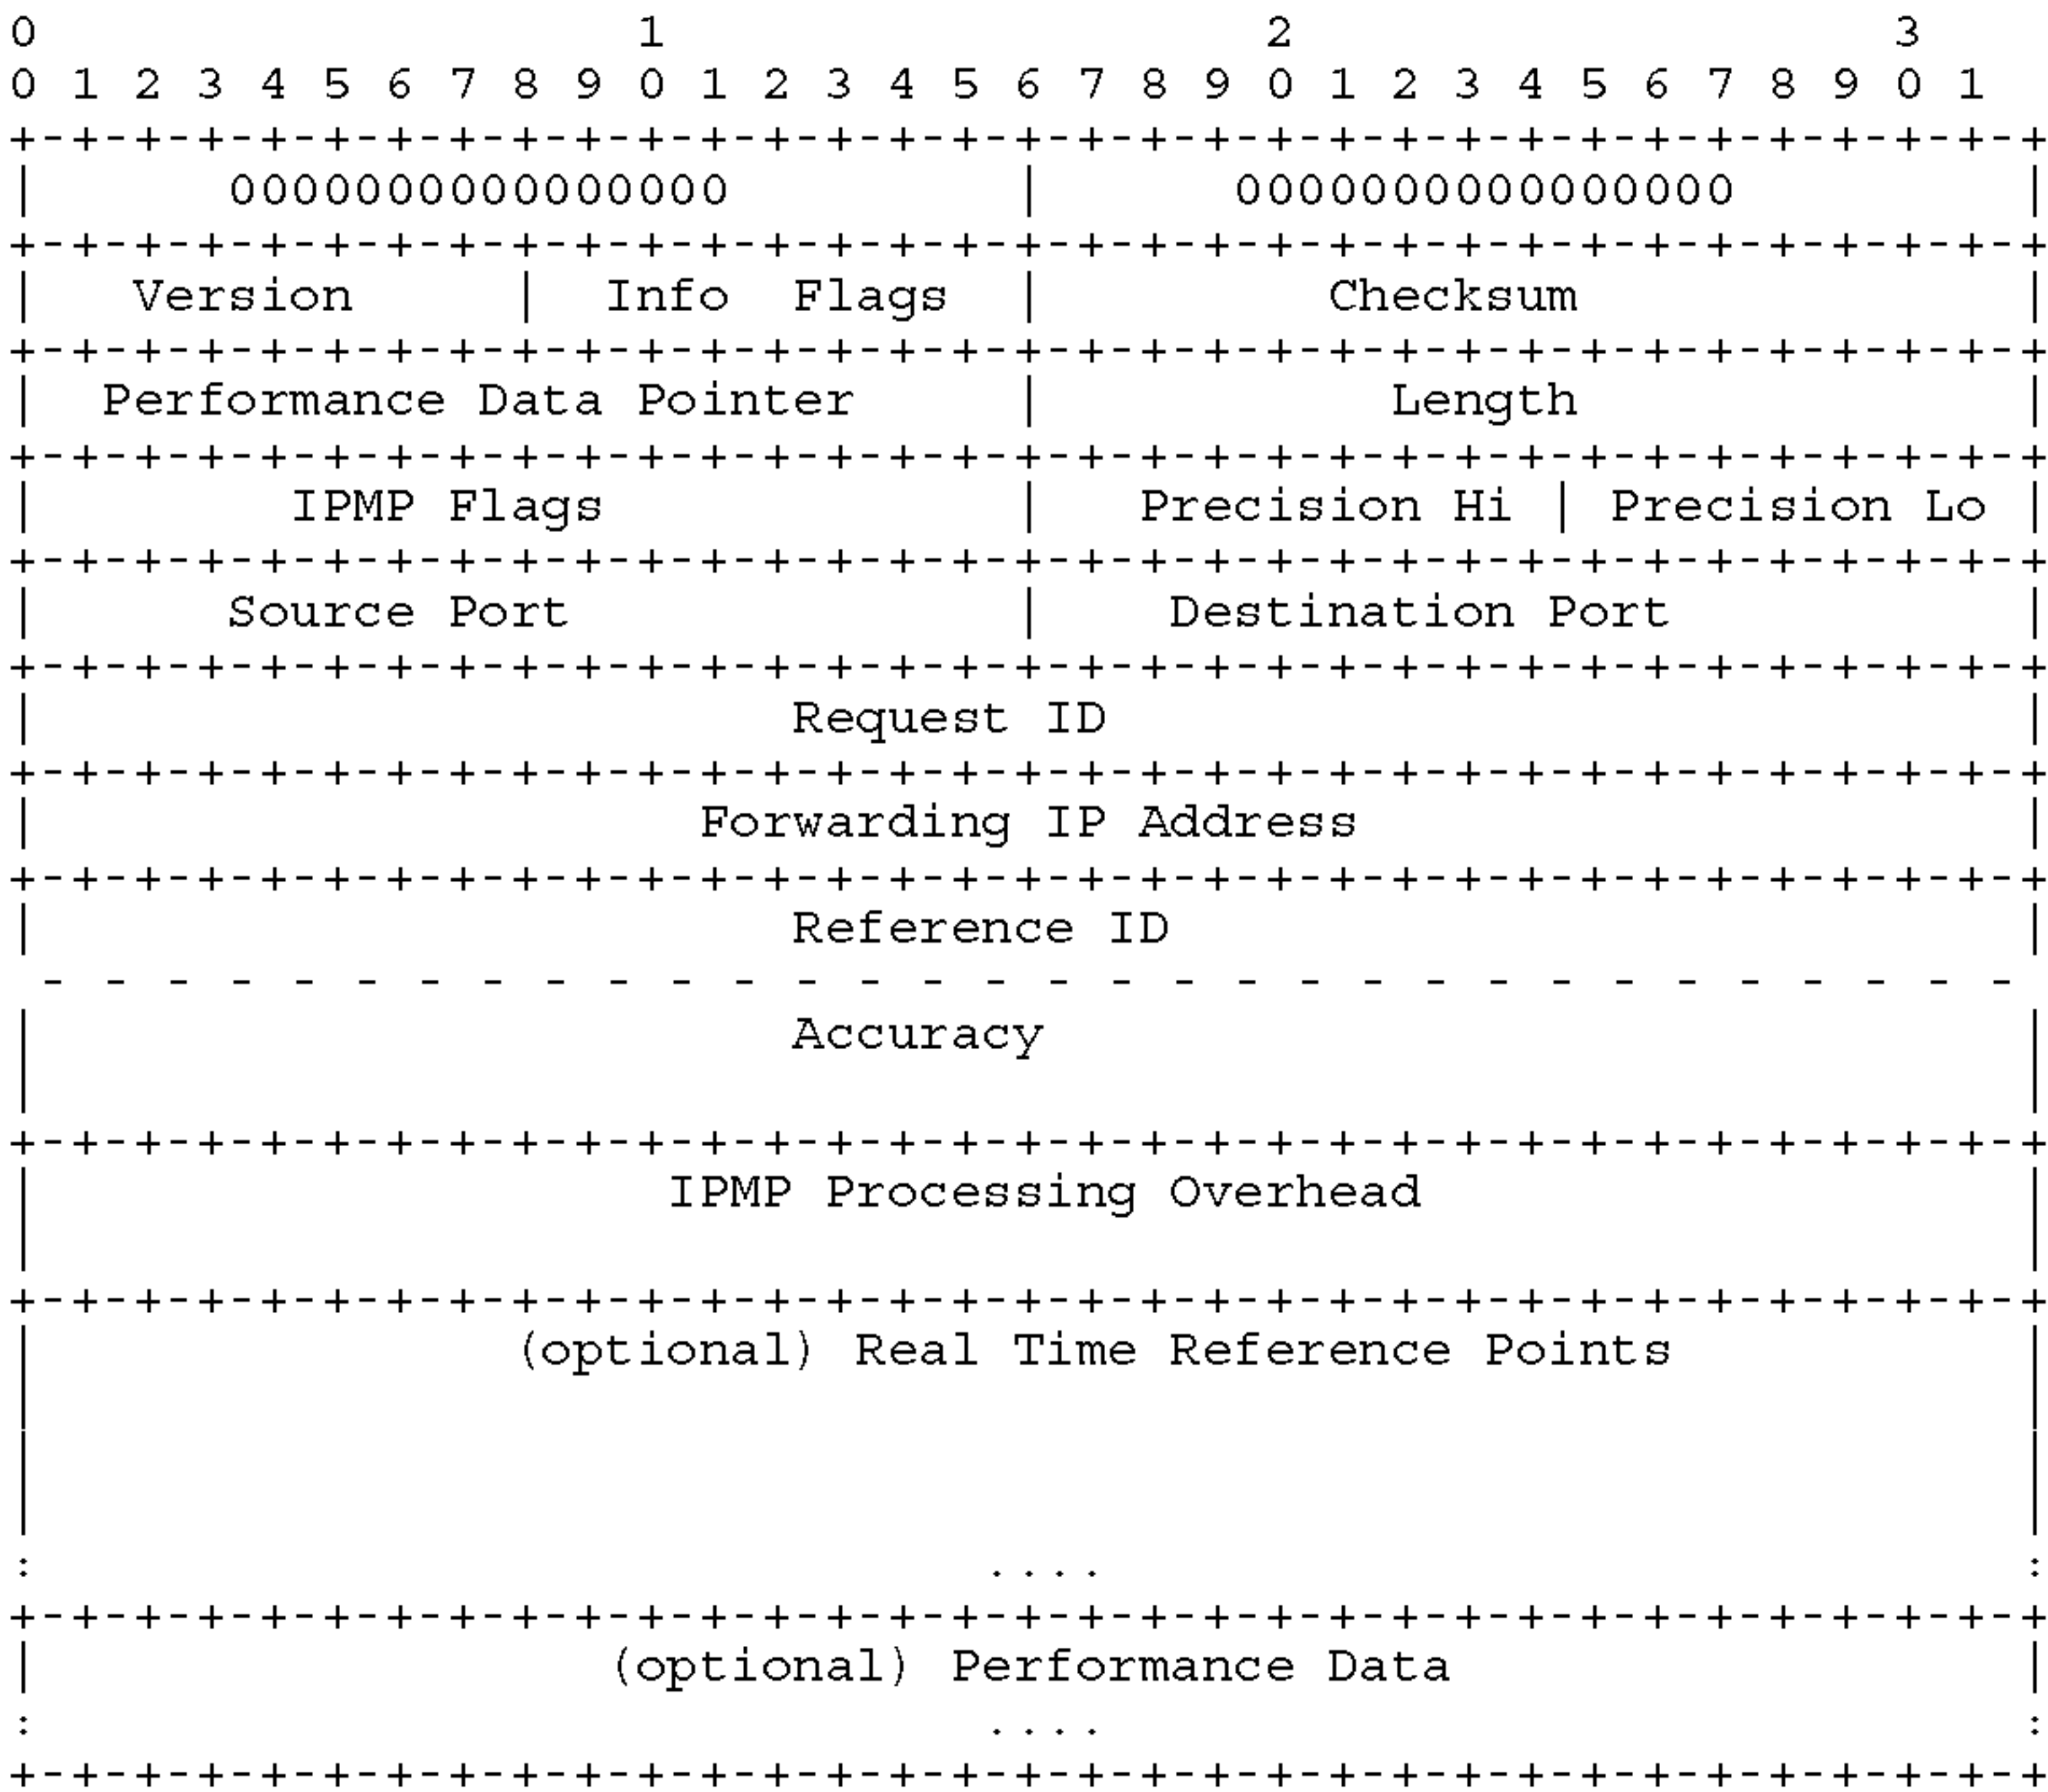 0                   1                   2                   3
0 1 2 3 4 5 6 7 8 9 0 1 2 3 4 5 6 7 8 9 0 1 2 3 4 5 6 7 8 9 0 1
+-+-+-+-+-+-+-+-+-+-+-+-+-+-+-+-+-+-+-+-+-+-+-+-+-+-+-+-+-+-+-+-+
|      0000000000000000         |      0000000000000000         |
+-+-+-+-+-+-+-+-+-+-+-+-+-+-+-+-+-+-+-+-+-+-+-+-+-+-+-+-+-+-+-+-+
|   Version     |  Info  Flags  |         Checksum              |
+-+-+-+-+-+-+-+-+-+-+-+-+-+-+-+-+-+-+-+-+-+-+-+-+-+-+-+-+-+-+-+-+
|  Performance Data Pointer     |           Length              |
+-+-+-+-+-+-+-+-+-+-+-+-+-+-+-+-+-+-+-+-+-+-+-+-+-+-+-+-+-+-+-+-+
|        IPMP Flags             |   Precision Hi | Precision Lo |
+-+-+-+-+-+-+-+-+-+-+-+-+-+-+-+-+-+-+-+-+-+-+-+-+-+-+-+-+-+-+-+-+
|      Source Port              |    Destination Port           |
+-+-+-+-+-+-+-+-+-+-+-+-+-+-+-+-+-+-+-+-+-+-+-+-+-+-+-+-+-+-+-+-+
|                        Request ID                             |
+-+-+-+-+-+-+-+-+-+-+-+-+-+-+-+-+-+-+-+-+-+-+-+-+-+-+-+-+-+-+-+-+
|                     Forwarding IP Address                     |
+-+-+-+-+-+-+-+-+-+-+-+-+-+-+-+-+-+-+-+-+-+-+-+-+-+-+-+-+-+-+-+-+
|                        Reference ID                           |
 - - - - - - - - - - - - - - - - - - - - - - - - - - - - - - - -
|                        Accuracy                               |
|                                                               |
+-+-+-+-+-+-+-+-+-+-+-+-+-+-+-+-+-+-+-+-+-+-+-+-+-+-+-+-+-+-+-+-+
|                    IPMP Processing Overhead                   |
|                                                               |
+-+-+-+-+-+-+-+-+-+-+-+-+-+-+-+-+-+-+-+-+-+-+-+-+-+-+-+-+-+-+-+-+
|               (optional) Real Time Reference Points           |
|                                                               |
|                                                               |
|                                                               |
:                              ....                             :
+-+-+-+-+-+-+-+-+-+-+-+-+-+-+-+-+-+-+-+-+-+-+-+-+-+-+-+-+-+-+-+-+
|                  (optional) Performance Data                  |
:                              ....                             :
+-+-+-+-+-+-+-+-+-+-+-+-+-+-+-+-+-+-+-+-+-+-+-+-+-+-+-+-+-+-+-+-+